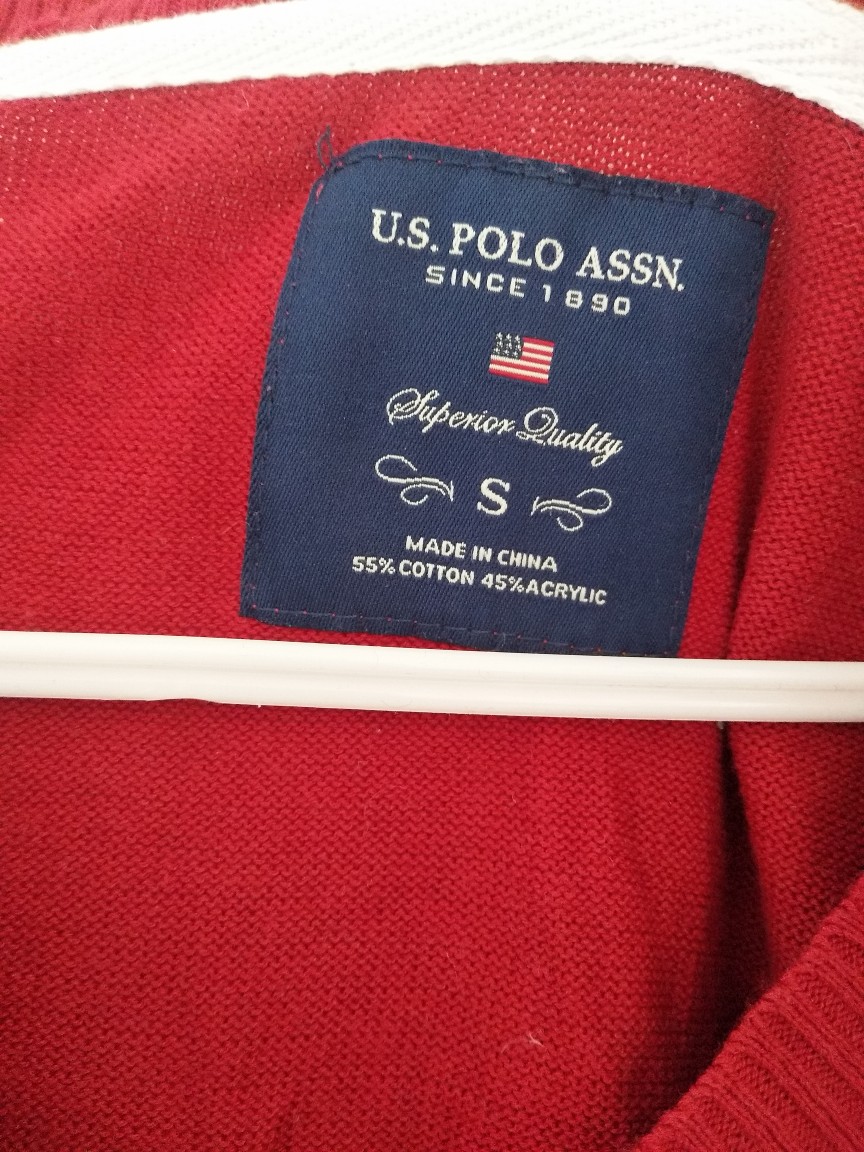 U.S. POLO ASSN.
SINCE 1890
Superior Quality
S
MADE IN CHINA
55% COTTON 45% ACRYLIC